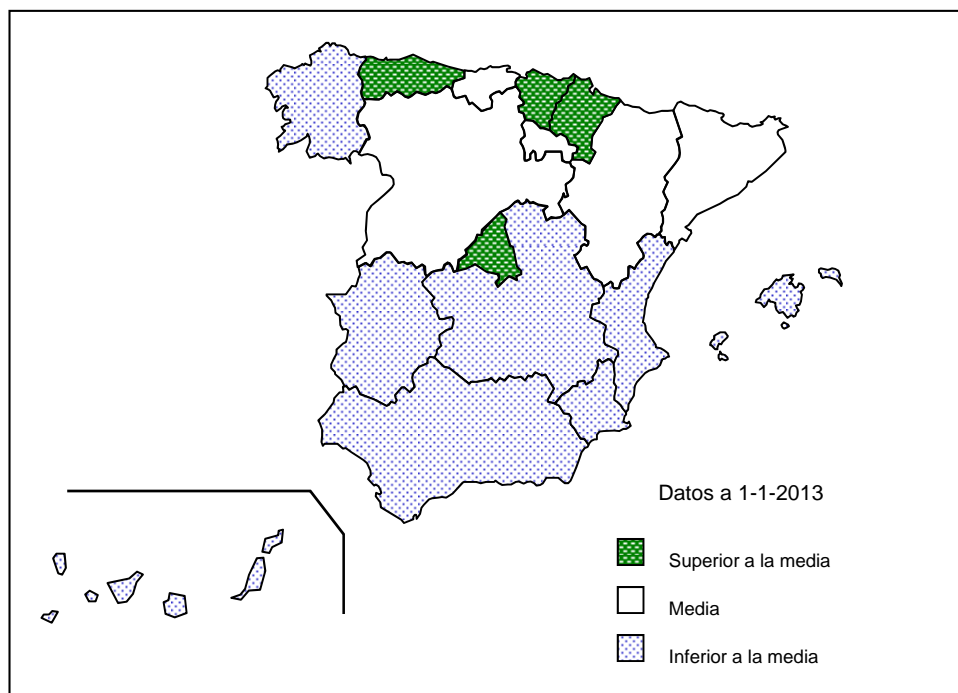 Datos a 1-1-2013
Superior a la media
Media
Inferior a la media